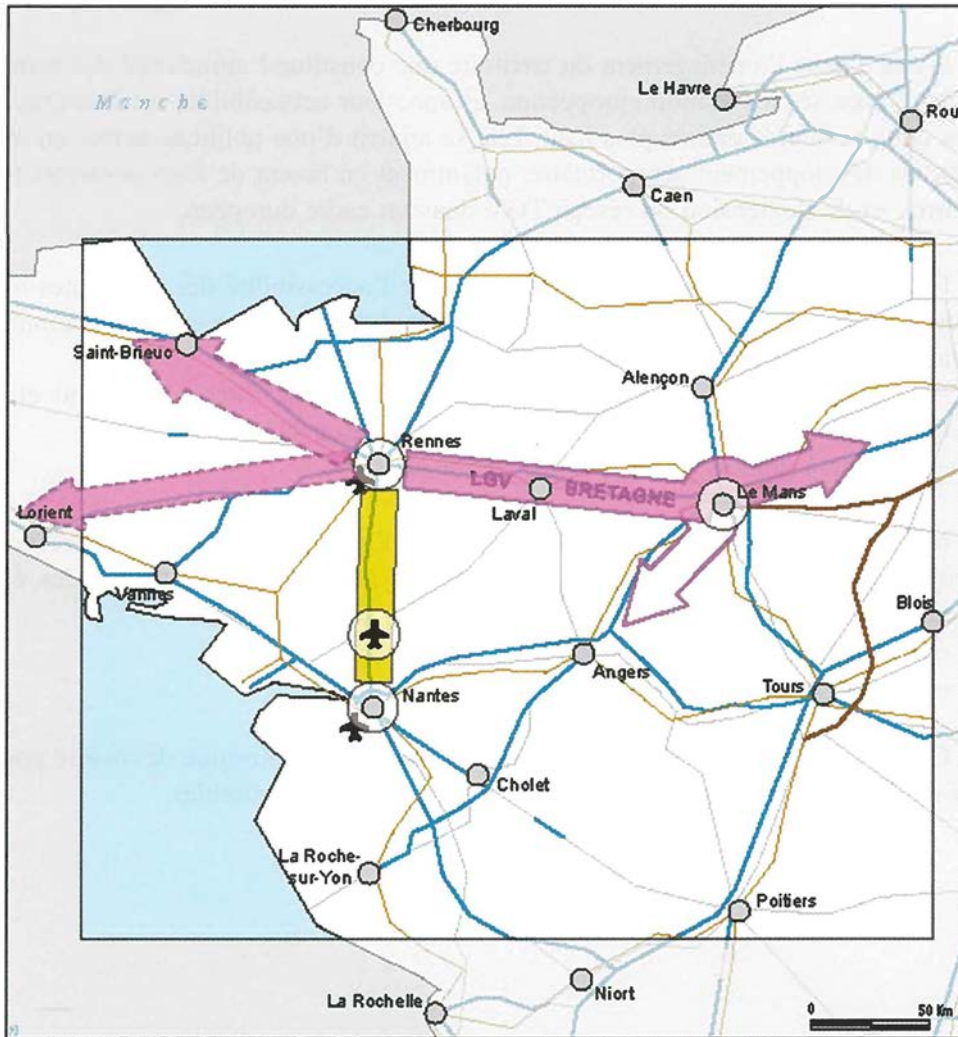 Cherbourg
Manche
Le Havre
Rou
Caen
Saint-Brieuc
Alençon
Rennes
LGV BRETAGNE
Le Mans
Laval
Lorient
Vannes
Blois
Angers
Tours
Nantes
Cholet
La Roche-
sur-Yon
Poitiers
Niort
La Rochelle
0
50 Km